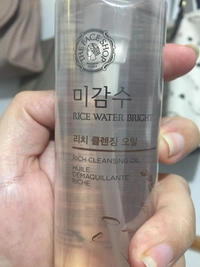 THE FACE SHOP
미감수
RICE WATER BRIGHT
리치 클렌징 오일
RICH CLEANSING OIL
HUILE
DÉMAQUILLANTE
RICHE